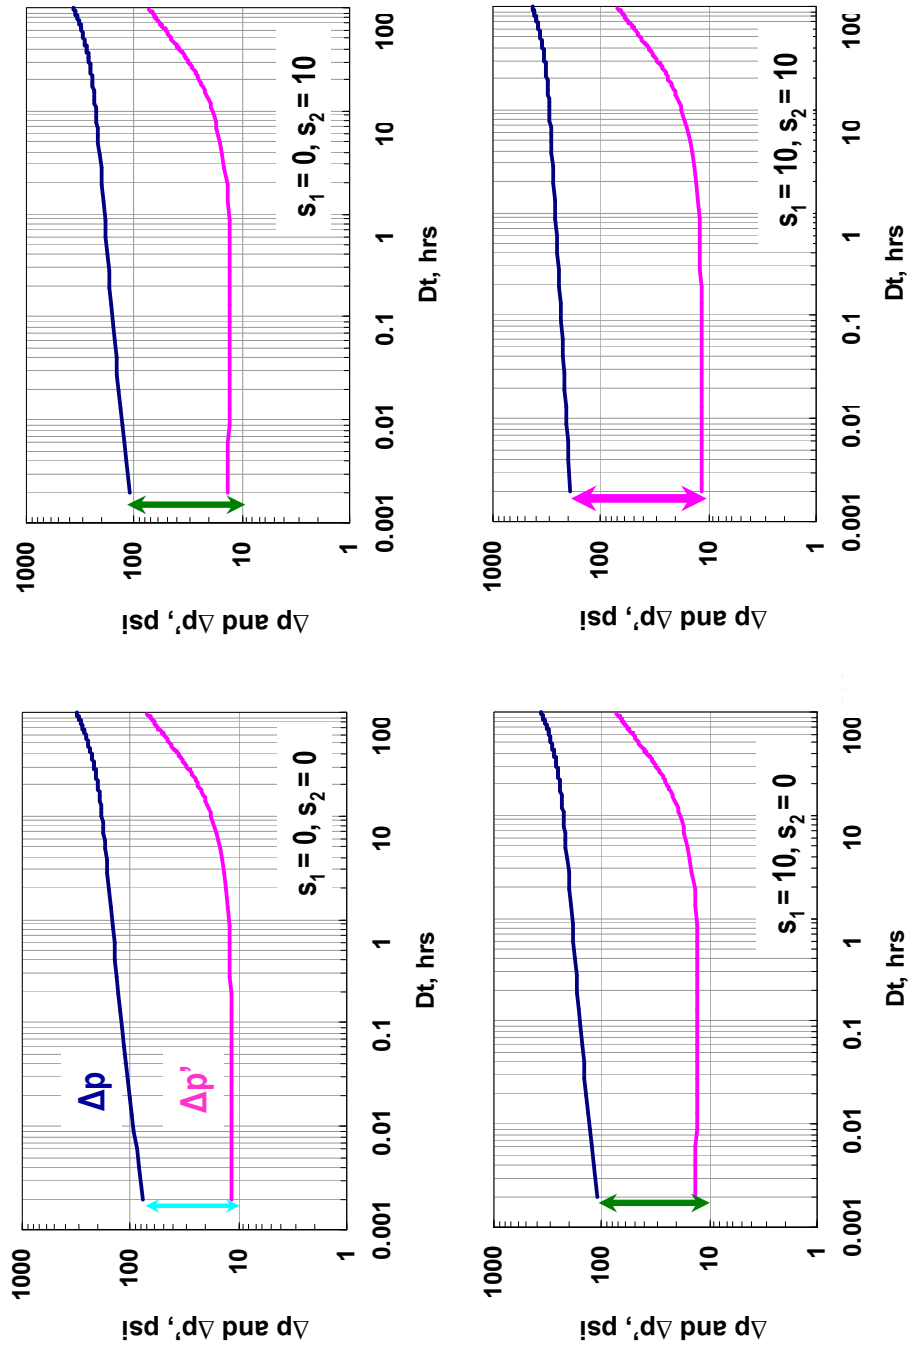 Δp and Δp', psi
1000
100
10
1
Δp
Δp'
s₁ = 0, s₂ = 0
0.001
0.01
0.1
1
10
100
Dt, hrs
Δp and Δp', psi
1000
100
10
1
s₁ = 0, s₂ = 10
0.001
0.01
0.1
1
10
100
Dt, hrs
Δp and Δp', psi
1000
100
10
1
s₁ = 10, s₂ = 0
0.001
0.01
0.1
1
10
100
Dt, hrs
Δp and Δp', psi
1000
100
10
1
s₁ = 10, s₂ = 10
0.001
0.01
0.1
1
10
100
Dt, hrs